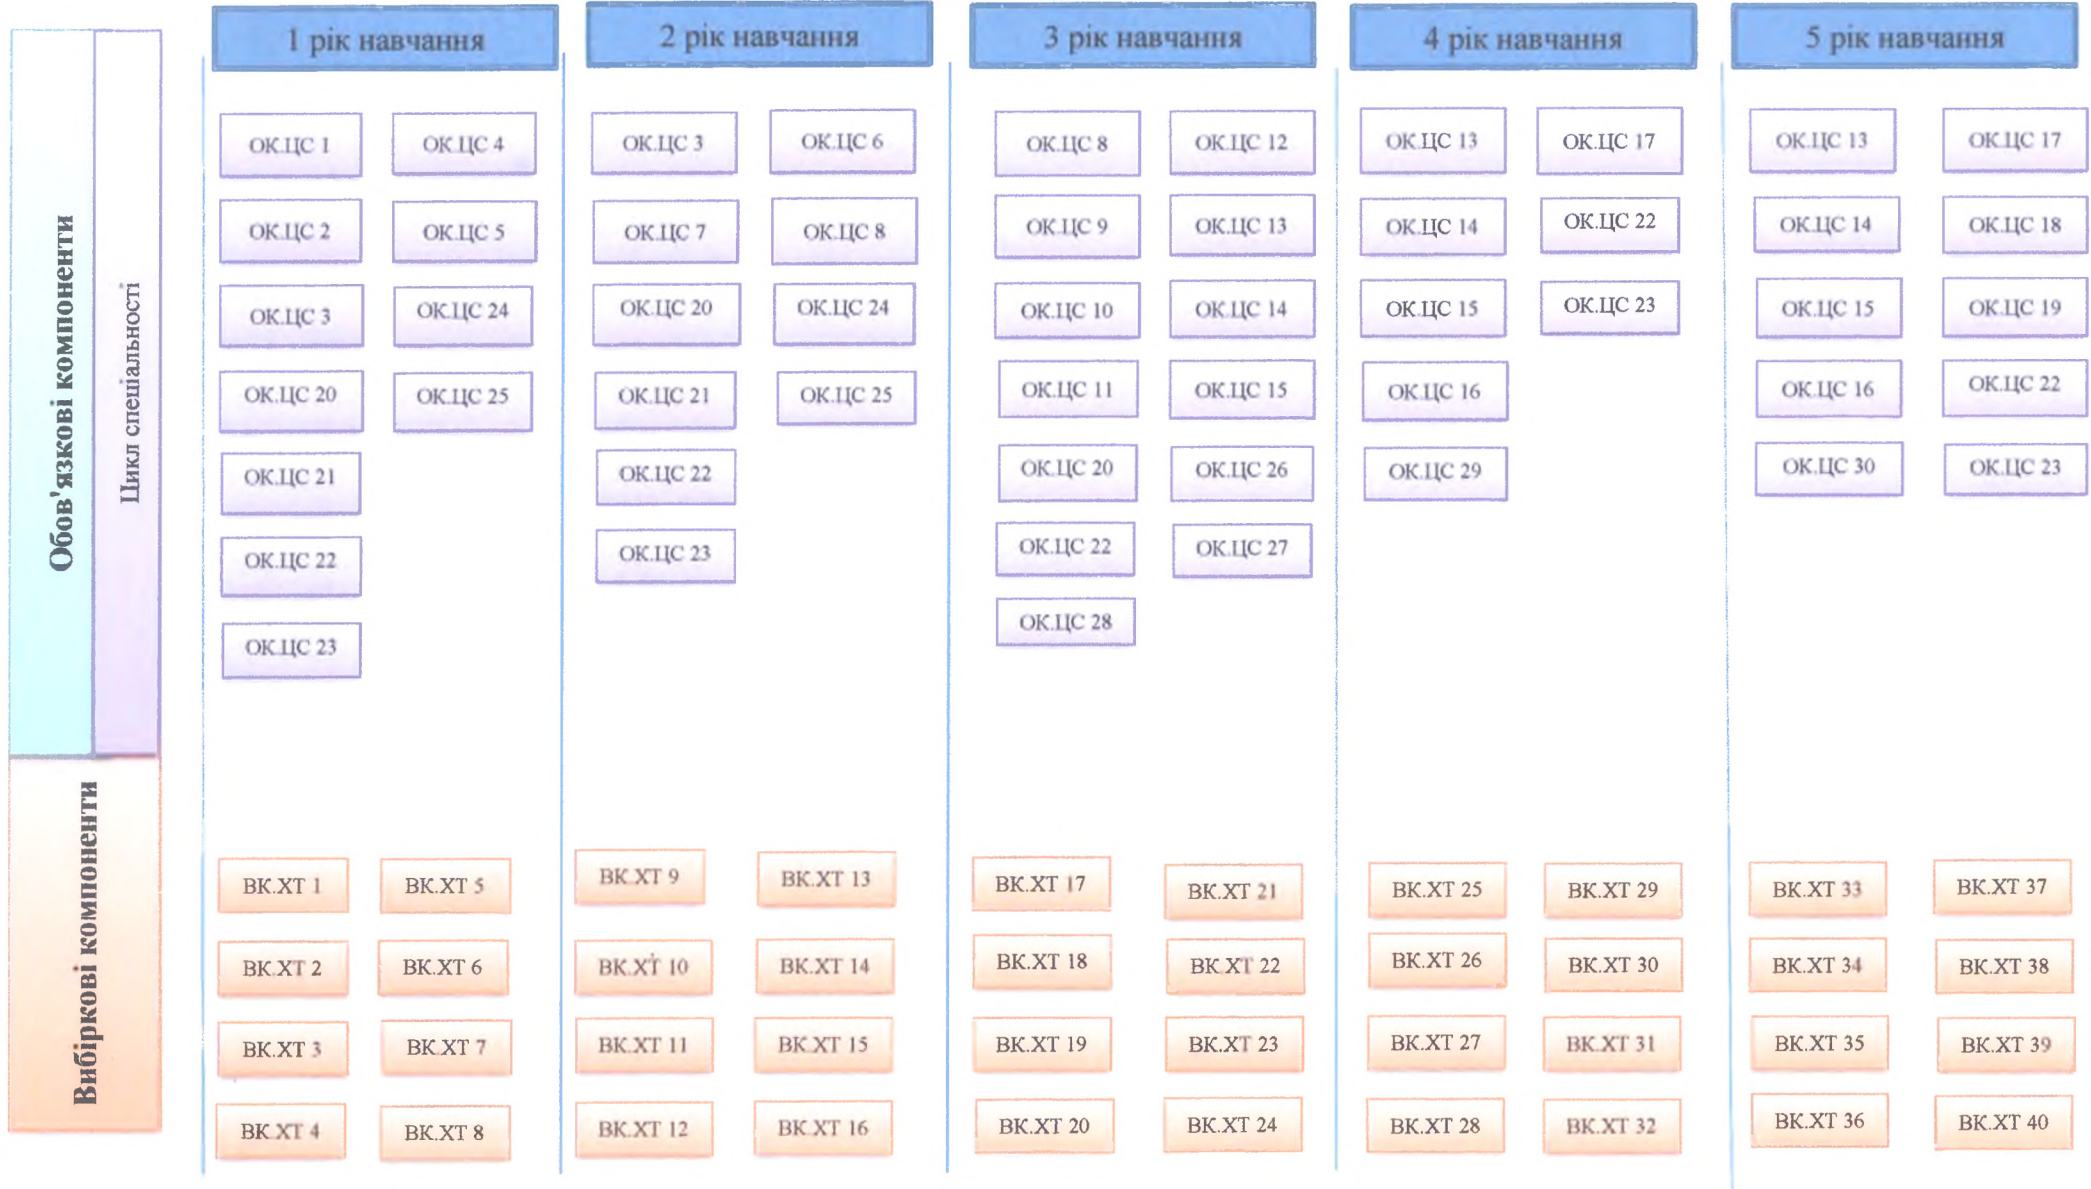 1 рік навчання
2 рік навчання
3 рік навчання
4 рік навчання
5 рік навчання
Обов'язкові компоненти
Цикл спеціальності
ОК.ЦС 1
ОК.ЦС 4
ОК.ЦС 2
ОК.ЦС 5
ОК.ЦС 3
ОК.ЦС 24
ОК.ЦС 20
ОК.ЦС 25
ОК.ЦС 21
ОК.ЦС 22
ОК.ЦС 23
ОК.ЦС 3
ОК.ЦС 6
ОК.ЦС 7
ОК.ЦС 8
ОК.ЦС 20
ОК.ЦС 24
ОК.ЦС 21
ОК.ЦС 25
ОК.ЦС 22
ОК.ЦС 23
ОК.ЦС 8
ОК.ЦС 12
ОК.ЦС 9
ОК.ЦС 13
ОК.ЦС 10
ОК.ЦС 14
ОК.ЦС 11
ОК.ЦС 15
ОК.ЦС 20
ОК.ЦС 26
ОК.ЦС 22
ОК.ЦС 27
ОК.ЦС 28
ОК.ЦС 13
ОК.ЦС 17
ОК.ЦС 14
ОК.ЦС 22
ОК.ЦС 15
ОК.ЦС 23
ОК.ЦС 16
ОК.ЦС 29
ОК.ЦС 13
ОК.ЦС 17
ОК.ЦС 14
ОК.ЦС 18
ОК.ЦС 15
ОК.ЦС 19
ОК.ЦС 16
ОК.ЦС 22
ОК.ЦС 30
ОК.ЦС 23
Вибіркові компоненти
ВК.ХТ 1
ВК.ХТ 5
ВК.ХТ 2
ВК.ХТ 6
ВК.ХТ 3
ВК.ХТ 7
ВК.ХТ 4
ВК.ХТ 8
ВК.ХТ 9
ВК.ХТ 13
ВК.ХТ 10
ВК.ХТ 14
ВК.ХТ 11
ВК.ХТ 15
ВК.ХТ 12
ВК.ХТ 16
ВК.ХТ 17
ВК.ХТ 21
ВК.ХТ 18
ВК.ХТ 22
ВК.ХТ 19
ВК.ХТ 23
ВК.ХТ 20
ВК.ХТ 24
ВК.ХТ 25
ВК.ХТ 29
ВК.ХТ 26
ВК.ХТ 30
ВК.ХТ 27
ВК.ХТ 31
ВК.ХТ 28
ВК.ХТ 32
ВК.ХТ 33
ВК.ХТ 37
ВК.ХТ 34
ВК.ХТ 38
ВК.ХТ 35
ВК.ХТ 39
ВК.ХТ 36
ВК.ХТ 40